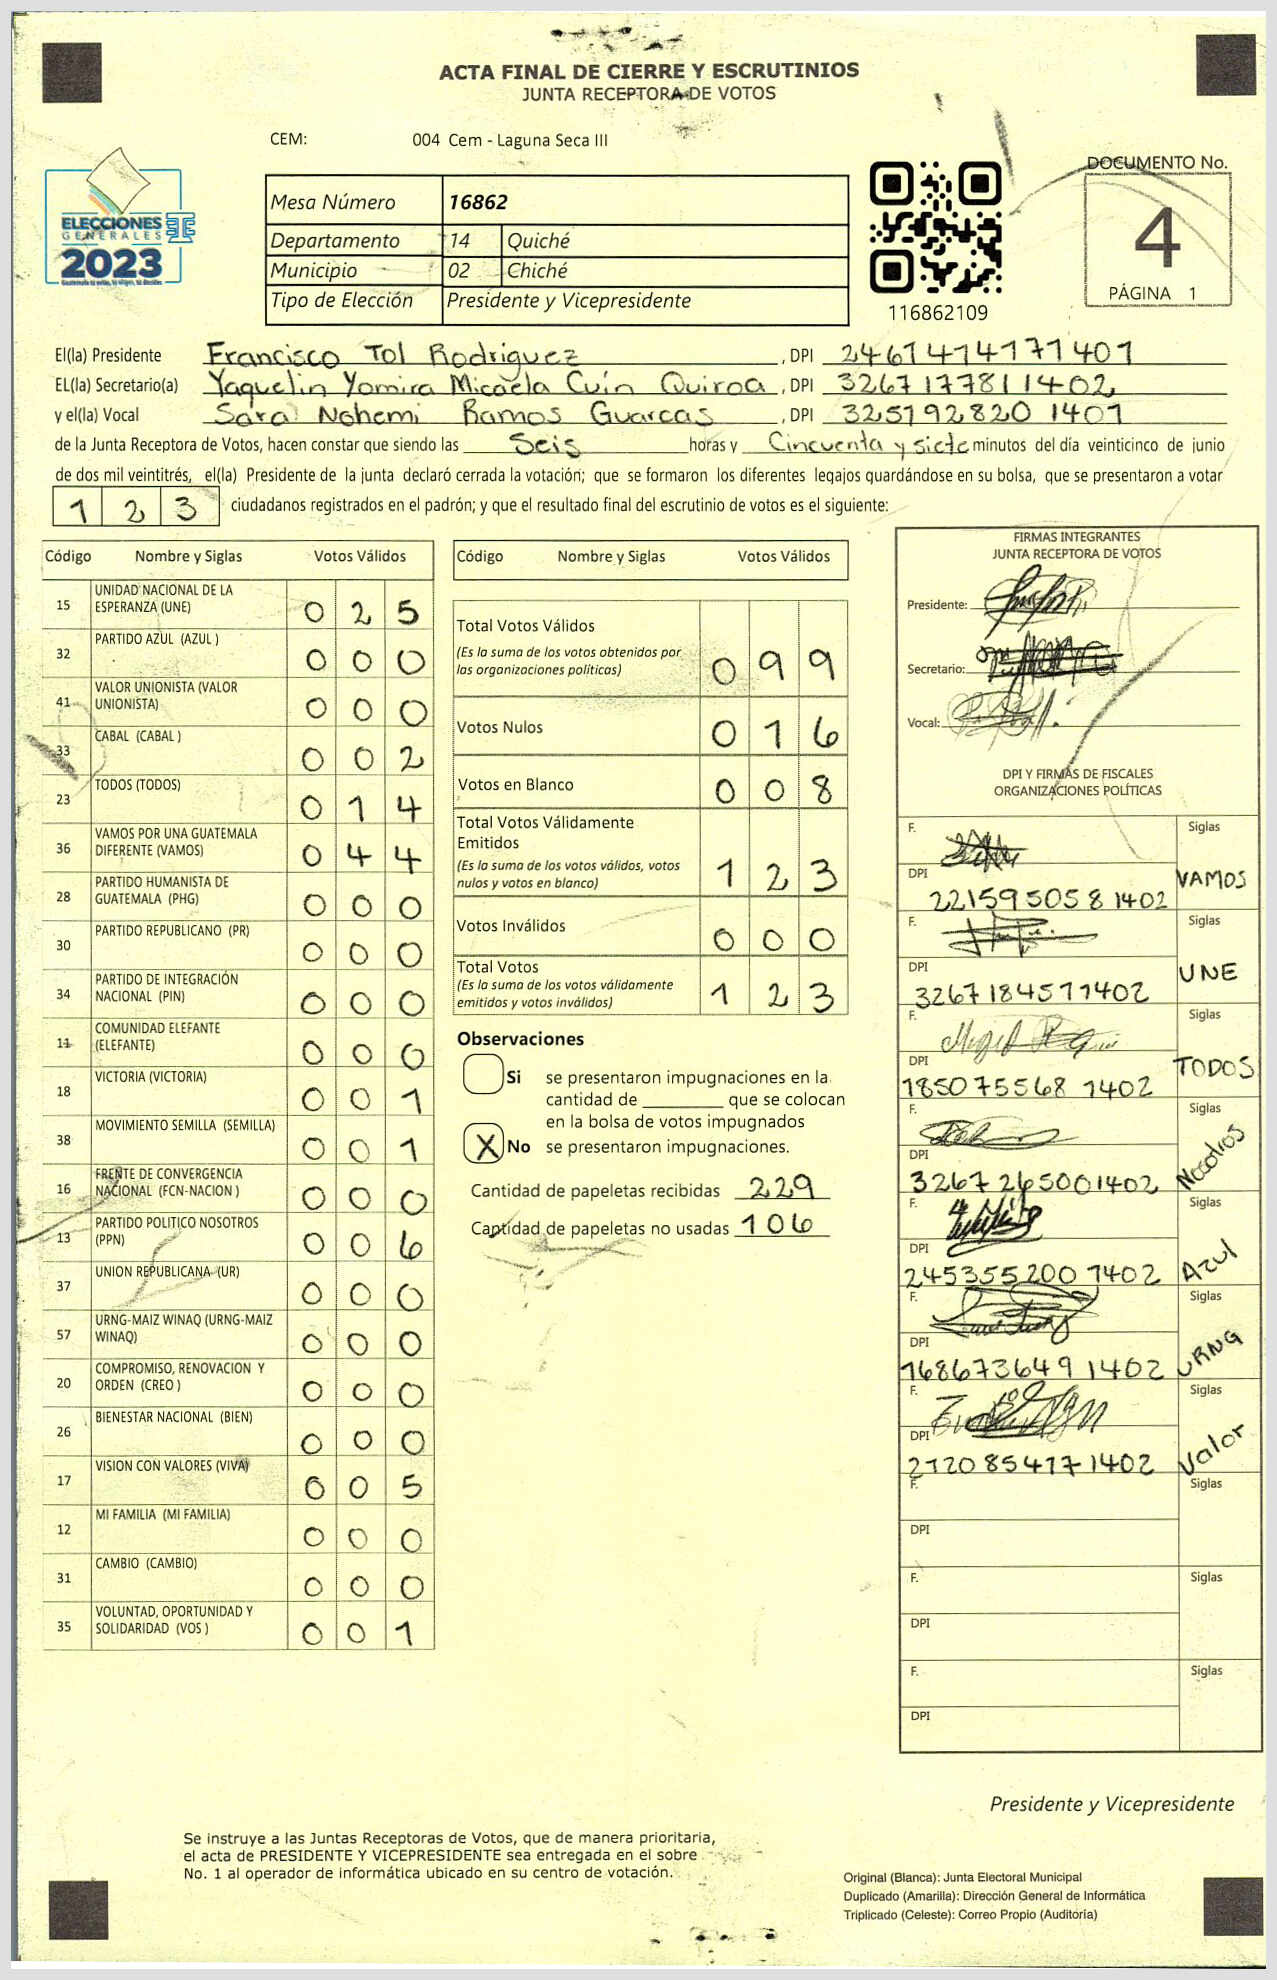 ACTA FINAL DE CIERRE Y ESCRUTINIOS
JUNTA RECEPTORA DE VOTOS
CEM: 004 Cem - Laguna Seca III
ELECCIONES
GENERALES
2023
Mesa Número 16862
Departamento 14 Quiché
Municipio 02 Chiché
Tipo de Elección Presidente y Vicepresidente
116862109
DOCUMENTO No.
4
PÁGINA 1
El(la) Presidente Francisco Tol Rodriguez, DPI 2461414171401
EL(la) Secretario(a) Yaquelin Yomira Micaela Cuín Quiroa, DPI 3267177811402
y el(la) Vocal Sara Nohemi Ramos Guarcas, DPI 3251928201401
de la Junta Receptora de Votos, hacen constar que siendo las Seis horas y Cincuenta y siete minutos del día veinticinco de junio
de dos mil veintitrés, el(la) Presidente de la junta declaró cerrada la votación; que se formaron los diferentes legajos guardándose en su bolsa, que se presentaron a votar
1 2 3 ciudadanos registrados en el padrón; y que el resultado final del escrutinio de votos es el siguiente:
Código Nombre y Siglas Votos Válidos
15 UNIDAD NACIONAL DE LA
ESPERANZA (UNE) 0 2 5
32 PARTIDO AZUL (AZUL ) 0 0 0
41 VALOR UNIONISTA (VALOR
UNIONISTA) 0 0 0
33 CABAL (CABAL ) 0 0 2
23 TODOS (TODOS) 0 1 4
36 VAMOS POR UNA GUATEMALA
DIFERENTE (VAMOS) 0 4 4
28 PARTIDO HUMANISTA DE
GUATEMALA (PHG) 0 0 0
30 PARTIDO REPUBLICANO (PR) 0 0 0
34 PARTIDO DE INTEGRACIÓN
NACIONAL (PIN) 0 0 0
11 COMUNIDAD ELEFANTE
(ELEFANTE) 0 0 0
18 VICTORIA (VICTORIA) 0 0 1
38 MOVIMIENTO SEMILLA (SEMILLA) 0 0 1
16 FRENTE DE CONVERGENCIA
NACIONAL (FCN-NACION ) 0 0 0
13 PARTIDO POLITICO NOSOTROS
(PPN) 0 0 6
37 UNION REPUBLICANA (UR) 0 0 0
57 URNG-MAIZ WINAQ (URNG-MAIZ
WINAQ) 0 0 0
20 COMPROMISO, RENOVACION Y
ORDEN (CREO ) 0 0 0
26 BIENESTAR NACIONAL (BIEN) 0 0 0
17 VISION CON VALORES (VIVA) 0 0 5
12 MI FAMILIA (MI FAMILIA) 0 0 0
31 CAMBIO (CAMBIO) 0 0 0
35 VOLUNTAD, OPORTUNIDAD Y
SOLIDARIDAD (VOS ) 0 0 1
Código Nombre y Siglas Votos Válidos
Total Votos Válidos
(Es la suma de los votos obtenidos por
las organizaciones políticas) 0 9 9
Votos Nulos 0 1 6
Votos en Blanco 0 0 8
Total Votos Válidamente
Emitidos
(Es la suma de los votos válidos, votos
nulos y votos en blanco) 1 2 3
Votos Inválidos 0 0 0
Total Votos
(Es la suma de los votos válidamente
emitidos y votos inválidos) 1 2 3
Observaciones
Si se presentaron impugnaciones en la
cantidad de ________ que se colocan
en la bolsa de votos impugnados
X No se presentaron impugnaciones.
Cantidad de papeletas recibidas 229
Cantidad de papeletas no usadas 106
FIRMAS INTEGRANTES
JUNTA RECEPTORA DE VOTOS
Presidente:
Secretario:
Vocal:
DPI Y FIRMAS DE FISCALES
ORGANIZACIONES POLÍTICAS
F. Siglas
DPI VAMOS
2215950581402
F. Siglas
DPI UNE
3267184571402
F. Siglas
DPI TODOS
1850755681402
F. Siglas
DPI Nosotros
3267265001402
F. Siglas
DPI Azul
2453552001402
F. Siglas
DPI URNG
1686736491402
F. Siglas
DPI Valor
2120854171402
F. Siglas
DPI
F. Siglas
DPI
F. Siglas
DPI
Presidente y Vicepresidente
Se instruye a las Juntas Receptoras de Votos, que de manera prioritaria,
el acta de PRESIDENTE Y VICEPRESIDENTE sea entregada en el sobre
No. 1 al operador de informática ubicado en su centro de votación.
Original (Blanca): Junta Electoral Municipal
Duplicado (Amarilla): Dirección General de Informática
Triplicado (Celeste): Correo Propio (Auditoría)